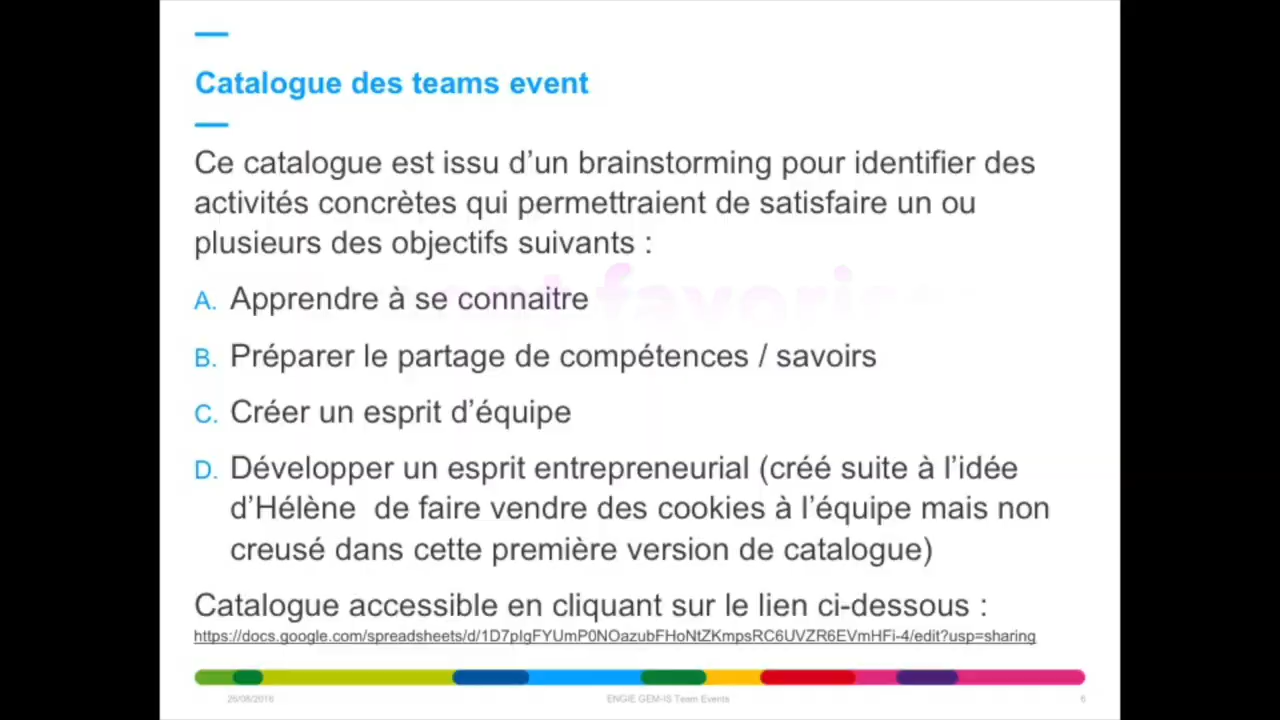 Catalogue des teams event
Ce catalogue est issu d’un brainstorming pour identifier des
activités concrètes qui permettraient de satisfaire un ou
plusieurs des objectifs suivants :
A. Apprendre à se connaitre
B. Préparer le partage de compétences / savoirs
C. Créer un esprit d’équipe
D. Développer un esprit entrepreneurial (créé suite à l’idée
d’Hélène de faire vendre des cookies à l’équipe mais non
creusé dans cette première version de catalogue)
Catalogue accessible en cliquant sur le lien ci-dessous :
https://docs.google.com/spreadsheets/d/1D7pIgFYUmP0NOazubFHoNtZKmpsRC6UVZR6EVmHFi-4/edit?usp=sharing
26/08/2016 ENGIE GEM-IS Team Events 6